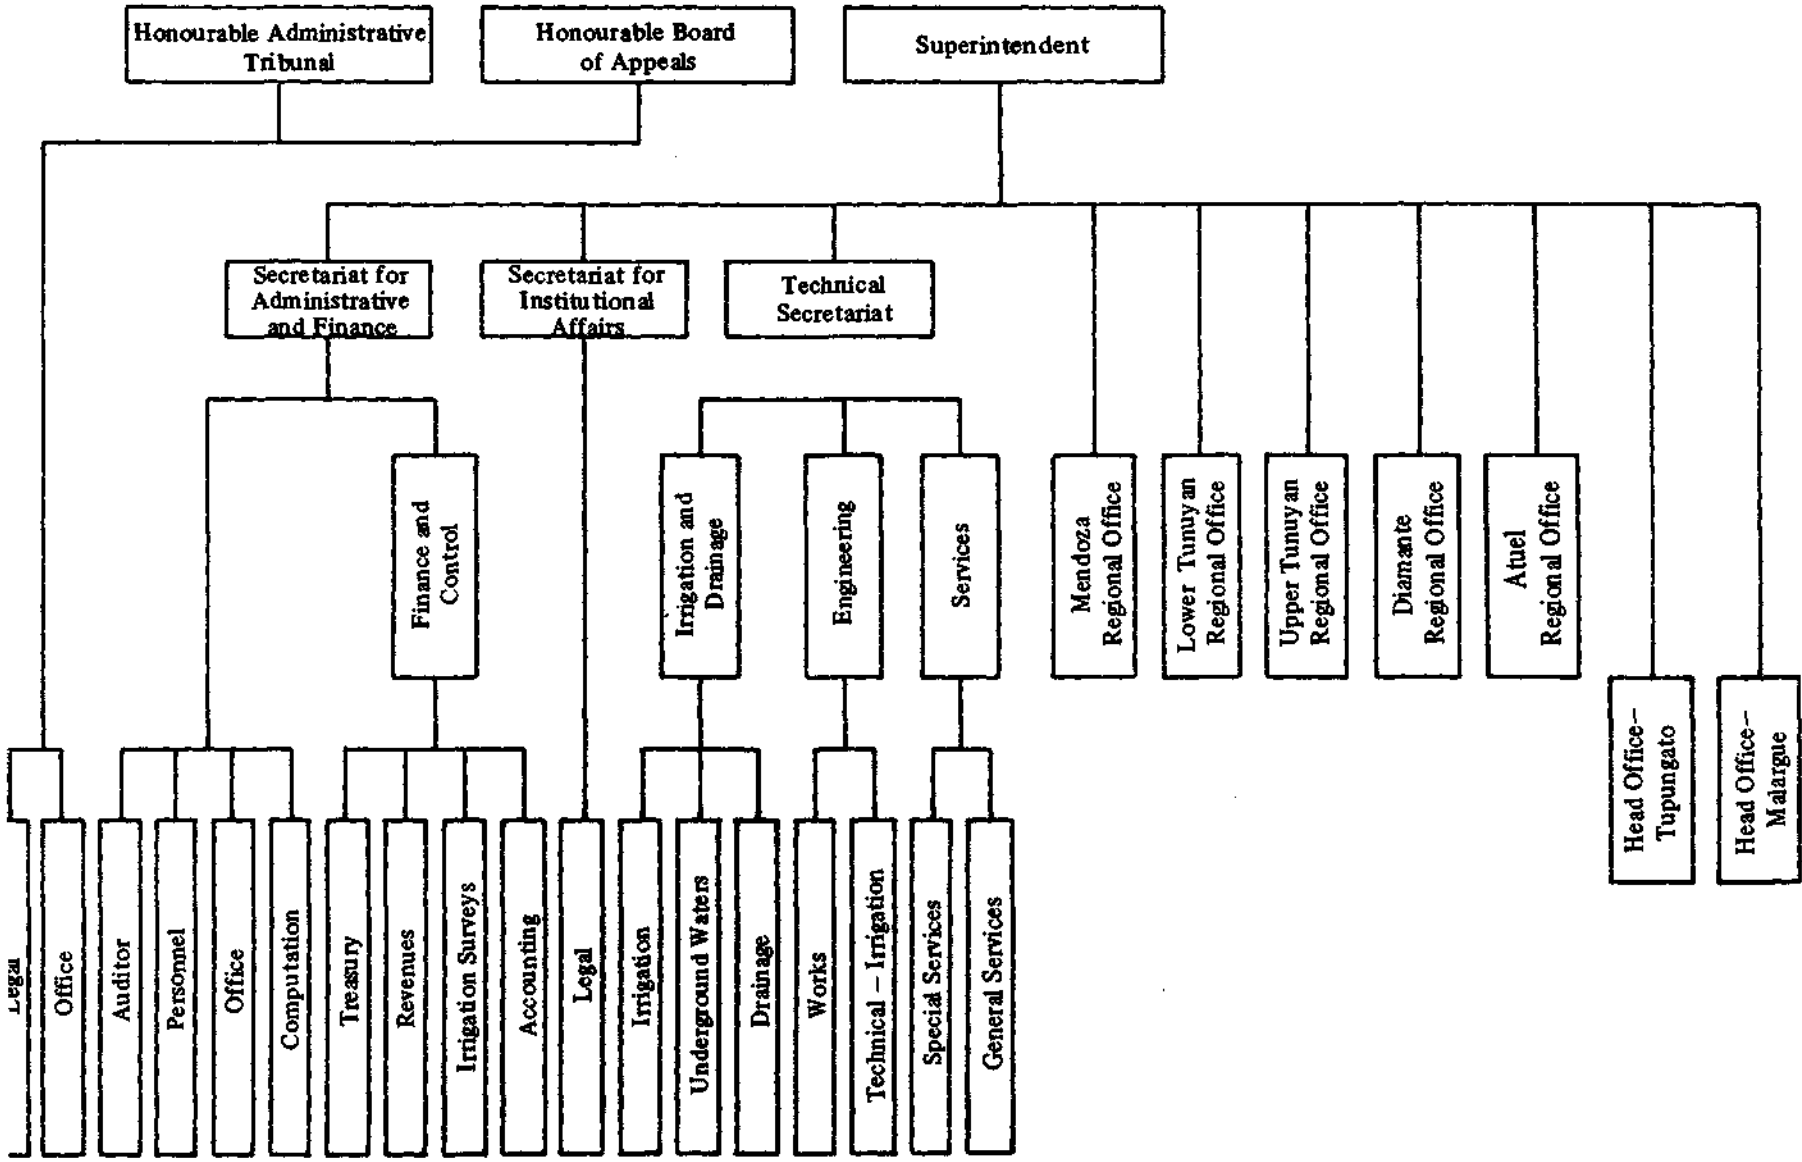 Honourable Administrative
Tribunal
Honourable Board
of Appeals
Superintendent
Secretariat for
Administrative
and Finance
Secretariat for
Institutional
Affairs
Technical
Secretariat
Finance and
Control
Irrigation and
Drainage
Engineering
Services
Mendoza
Regional Office
Lower Tunuyan
Regional Office
Upper Tunuyan
Regional Office
Diamante
Regional Office
Atuel
Regional Office
Head Office—
Tupungato
Head Office—
Malargue
Legal
Office
Auditor
Personnel
Office
Computation
Treasury
Revenues
Irrigation Surveys
Accounting
Legal
Irrigation
Underground Waters
Drainage
Works
Technical — Irrigation
Special Services
General Services